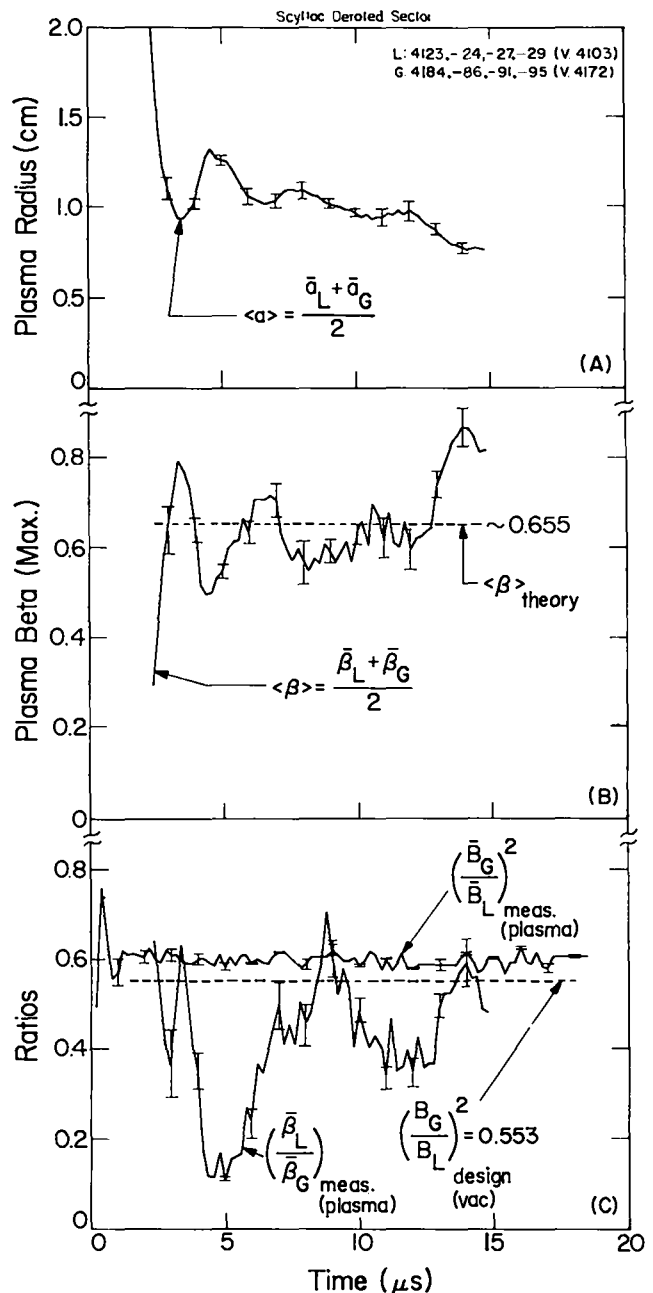 Scyllac Derated Sector
L: 4123,-24,-27,-29 (V. 4103)
G. 4184,-86,-91,-95 (V. 4172)
2.0
1.5
1.0
0.5
0
Plasma Radius (cm)
<a> = (ā_L + ā_G)/2
(A)
0.8
0.6
0.4
0.2
0
Plasma Beta (Max.)
~0.655
<β> theory
<β> = (β̄_L + β̄_G)/2
(B)
0.8
0.6
0.4
0.2
0
Ratios
(B̄_G/B̄_L)² meas. (plasma)
(β̄_L/β̄_G) meas. (plasma)
(B_G/B_L)² = 0.553 design (vac)
(C)
0 5 10 15 20
Time (μs)